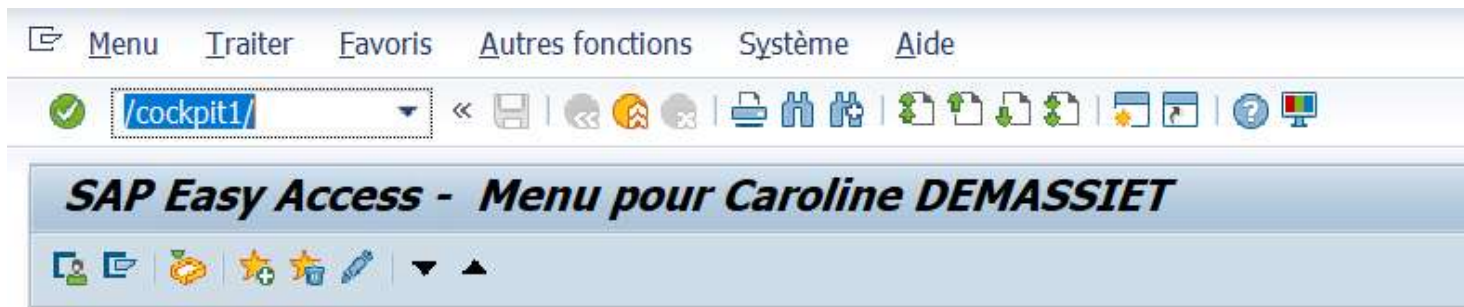 Menu Traiter Favoris Autres fonctions Système Aide
/cockpit1/
SAP Easy Access - Menu pour Caroline DEMASSIET